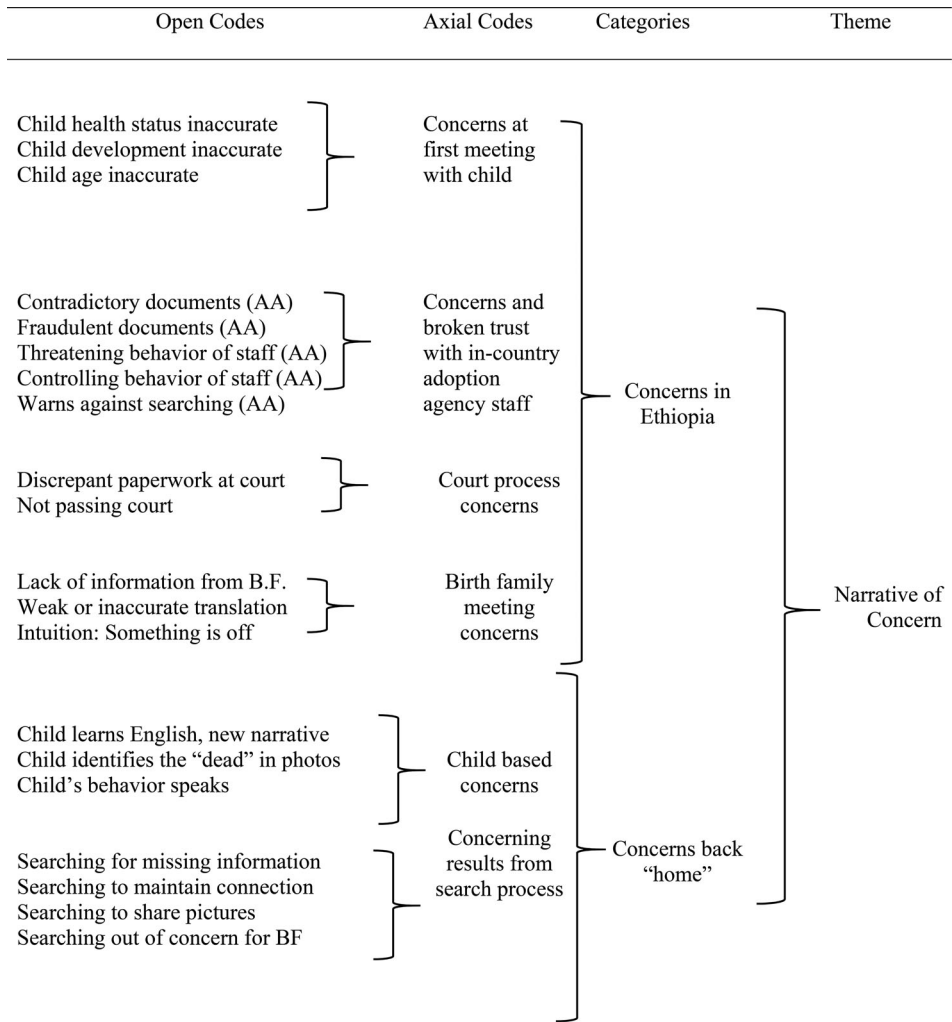 Open Codes Axial Codes Categories Theme
Child health status inaccurate
Child development inaccurate
Child age inaccurate
Concerns at
first meeting
with child
Contradictory documents (AA)
Fraudulent documents (AA)
Threatening behavior of staff (AA)
Controlling behavior of staff (AA)
Warns against searching (AA)
Concerns and
broken trust
with in-country
adoption
agency staff
Discrepant paperwork at court
Not passing court
Court process
concerns
Lack of information from B.F.
Weak or inaccurate translation
Intuition: Something is off
Birth family
meeting
concerns
Concerns in
Ethiopia
Child learns English, new narrative
Child identifies the “dead” in photos
Child’s behavior speaks
Child based
concerns
Searching for missing information
Searching to maintain connection
Searching to share pictures
Searching out of concern for BF
Concerning
results from
search process
Concerns back
“home”
Narrative of
Concern